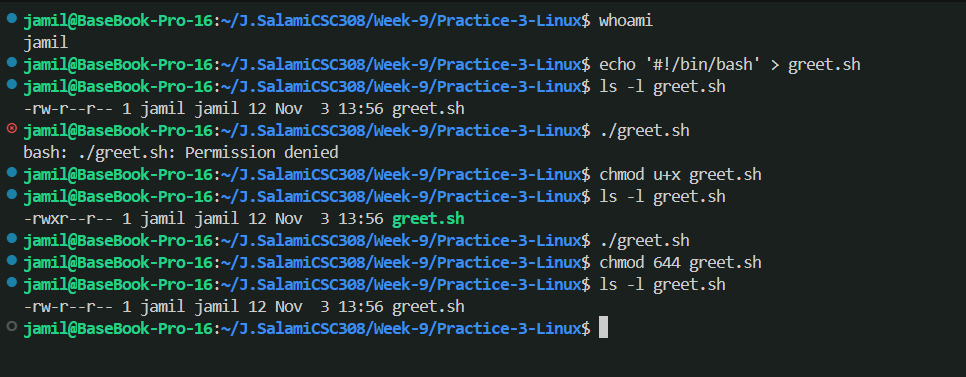 jamil@BaseBook-Pro-16:~/J.SalamiCSC308/Week-9/Practice-3-Linux$ whoami
jamil
jamil@BaseBook-Pro-16:~/J.SalamiCSC308/Week-9/Practice-3-Linux$ echo '#!/bin/bash' > greet.sh
jamil@BaseBook-Pro-16:~/J.SalamiCSC308/Week-9/Practice-3-Linux$ ls -l greet.sh
-rw-r--r-- 1 jamil jamil 12 Nov  3 13:56 greet.sh
jamil@BaseBook-Pro-16:~/J.SalamiCSC308/Week-9/Practice-3-Linux$ ./greet.sh
bash: ./greet.sh: Permission denied
jamil@BaseBook-Pro-16:~/J.SalamiCSC308/Week-9/Practice-3-Linux$ chmod u+x greet.sh
jamil@BaseBook-Pro-16:~/J.SalamiCSC308/Week-9/Practice-3-Linux$ ls -l greet.sh
-rwxr--r-- 1 jamil jamil 12 Nov  3 13:56 greet.sh
jamil@BaseBook-Pro-16:~/J.SalamiCSC308/Week-9/Practice-3-Linux$ ./greet.sh
jamil@BaseBook-Pro-16:~/J.SalamiCSC308/Week-9/Practice-3-Linux$ chmod 644 greet.sh
jamil@BaseBook-Pro-16:~/J.SalamiCSC308/Week-9/Practice-3-Linux$ ls -l greet.sh
-rw-r--r-- 1 jamil jamil 12 Nov  3 13:56 greet.sh
jamil@BaseBook-Pro-16:~/J.SalamiCSC308/Week-9/Practice-3-Linux$